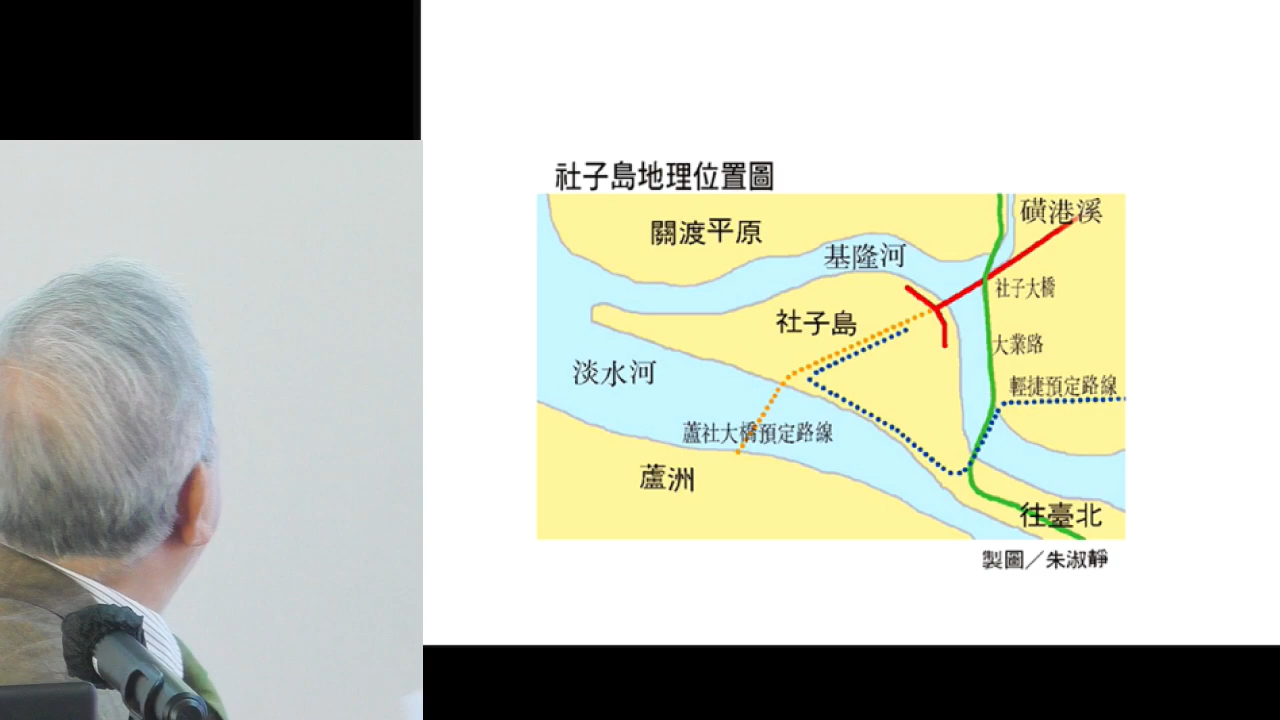 社子島地理位置圖
磺港溪
關渡平原
基隆河
社子大橋
社子島
大業路
淡水河
輕捷預定路線
蘆社大橋預定路線
蘆洲
往臺北
製圖／朱淑靜